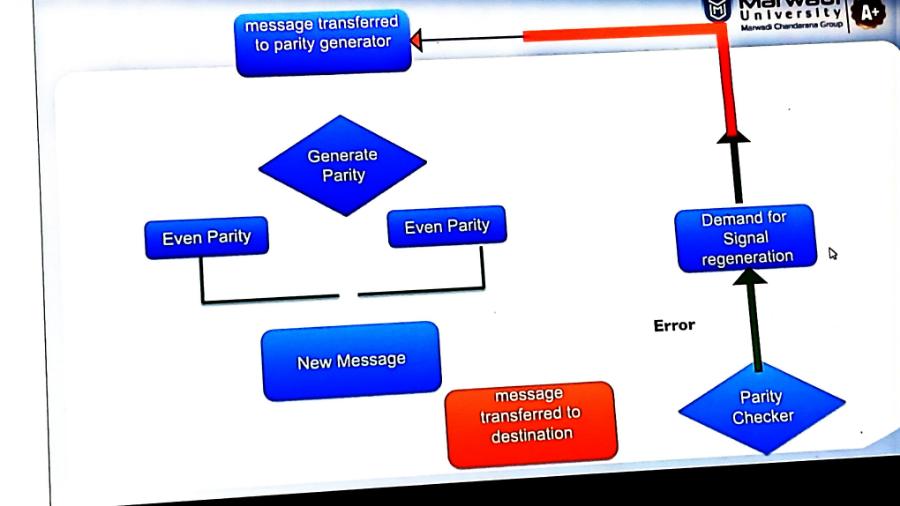 Marwadi
University
Marwadi Chandarana Group
A+
message transferred
to parity generator
Generate
Parity
Even Parity
Even Parity
Demand for
Signal
regeneration
Error
New Message
message
transferred to
destination
Parity
Checker